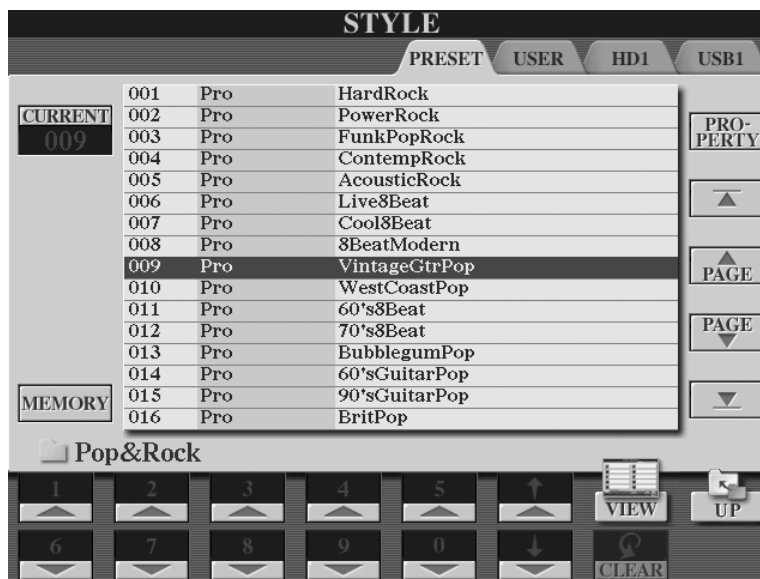 STYLE
PRESET USER HD1 USB1
CURRENT
009
001 Pro HardRock
002 Pro PowerRock
003 Pro FunkPopRock
004 Pro ContempRock
005 Pro AcousticRock
006 Pro Live8Beat
007 Pro Cool8Beat
008 Pro 8BeatModern
009 Pro VintageGtrPop
010 Pro WestCoastPop
011 Pro 60's8Beat
012 Pro 70's8Beat
013 Pro BubblegumPop
014 Pro 60'sGuitarPop
015 Pro 90'sGuitarPop
016 Pro BritPop
PRO-
PERTY
PAGE
PAGE
MEMORY
Pop&Rock
1 2 3 4 5
VIEW UP
6 7 8 9 0
CLEAR